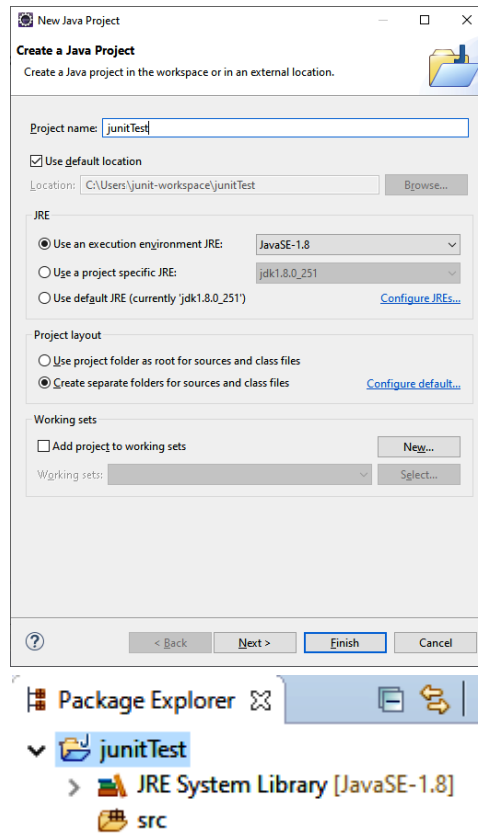 New Java Project
Create a Java Project
Create a Java project in the workspace or in an external location.
Project name: junitTest
Use default location
Location: C:\Users\junit-workspace\junitTest Browse...
JRE
Use an execution environment JRE: JavaSE-1.8
Use a project specific JRE: jdk1.8.0_251
Use default JRE (currently 'jdk1.8.0_251') Configure JREs...
Project layout
Use project folder as root for sources and class files
Create separate folders for sources and class files Configure default...
Working sets
Add project to working sets New...
Working sets: Select...
? < Back Next > Finish Cancel
Package Explorer
junitTest
JRE System Library [JavaSE-1.8]
src